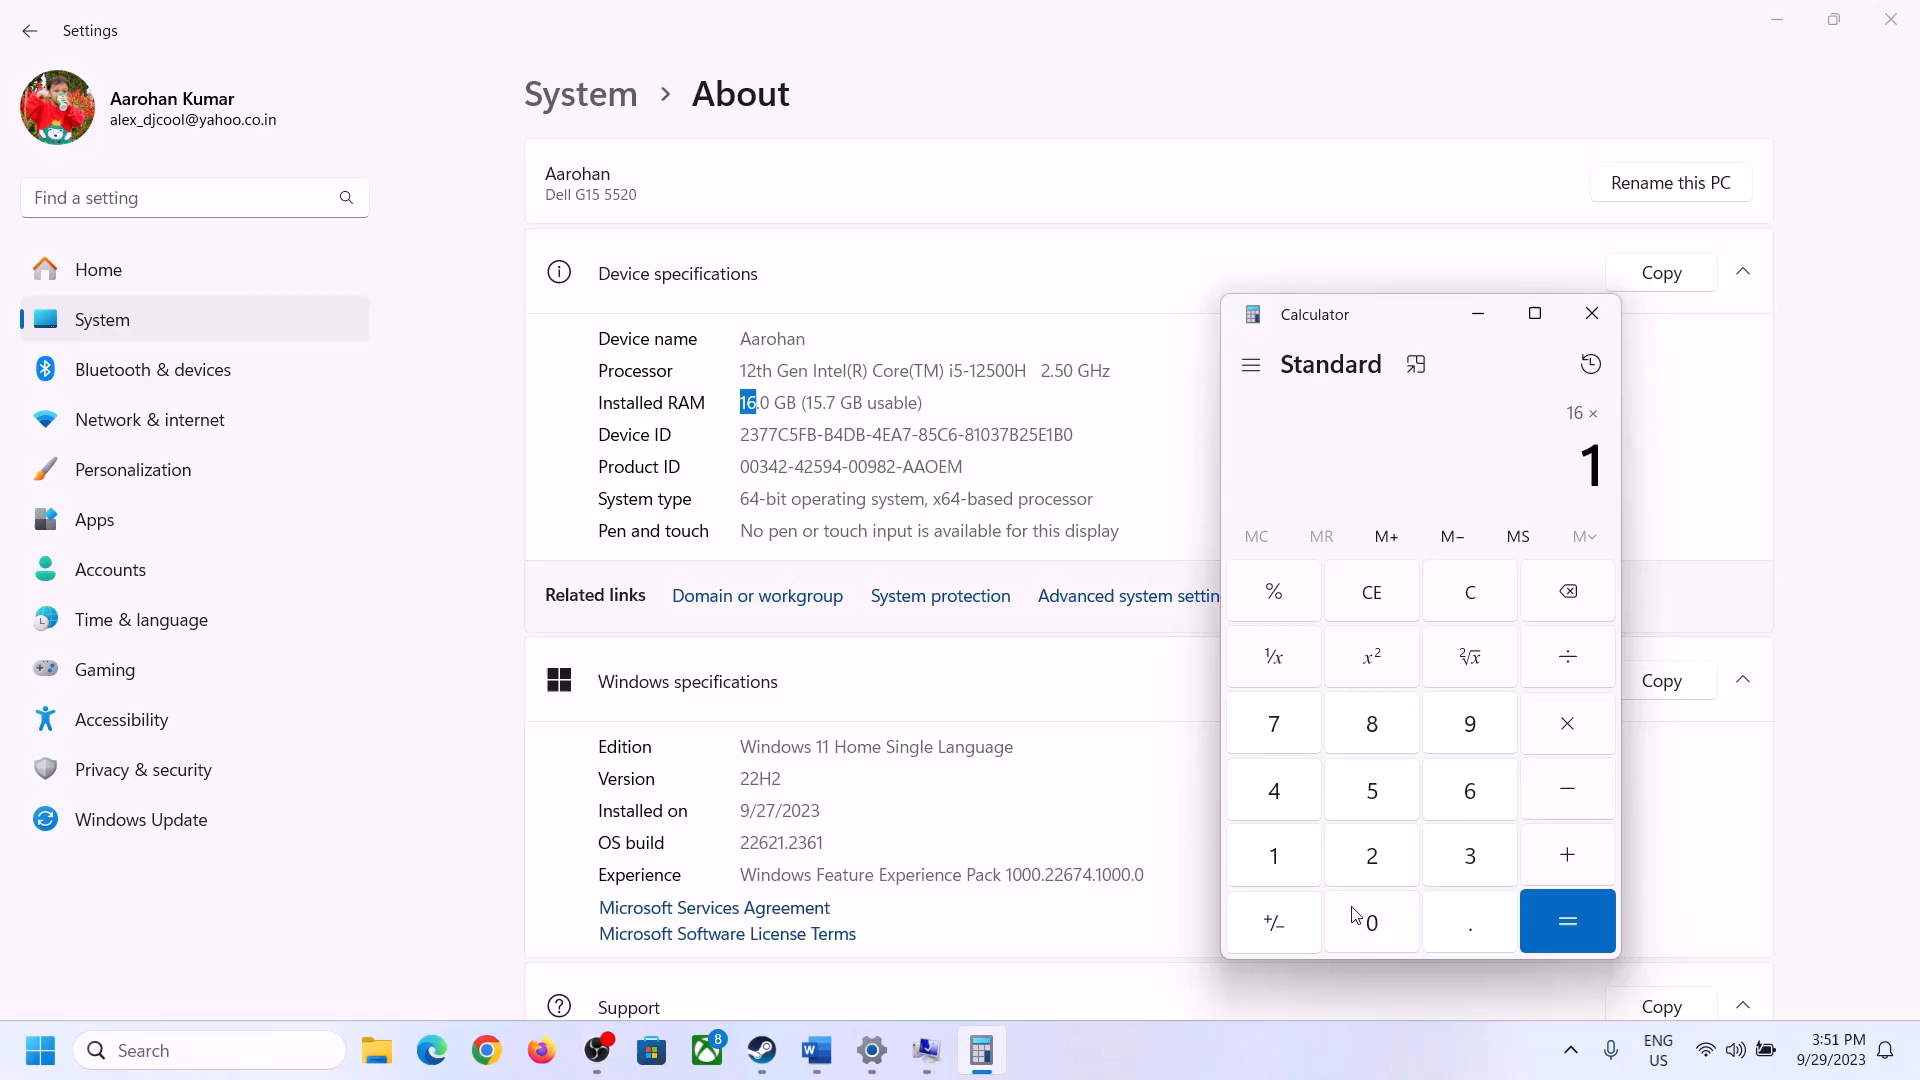 Settings
Aarohan Kumar
alex_djcool@yahoo.co.in
Find a setting
Home
System
Bluetooth & devices
Network & internet
Personalization
Apps
Accounts
Time & language
Gaming
Accessibility
Privacy & security
Windows Update
System > About
Aarohan
Dell G15 5520
Rename this PC
Device specifications
Copy
Device name Aarohan
Processor 12th Gen Intel(R) Core(TM) i5-12500H 2.50 GHz
Installed RAM 16.0 GB (15.7 GB usable)
Device ID 2377C5FB-B4DB-4EA7-85C6-81037B25E1B0
Product ID 00342-42594-00982-AAOEM
System type 64-bit operating system, x64-based processor
Pen and touch No pen or touch input is available for this display
Related links Domain or workgroup System protection Advanced system settin
Windows specifications
Copy
Edition Windows 11 Home Single Language
Version 22H2
Installed on 9/27/2023
OS build 22621.2361
Experience Windows Feature Experience Pack 1000.22674.1000.0
Microsoft Services Agreement
Microsoft Software License Terms
Support
Copy
Calculator
Standard
16 ×
1
MC MR M+ M− MS M
% CE C
⅟x x² ²√x ÷
7 8 9 ×
4 5 6 −
1 2 3 +
+/− 0 . =
Search
8
ENG
US
3:51 PM
9/29/2023